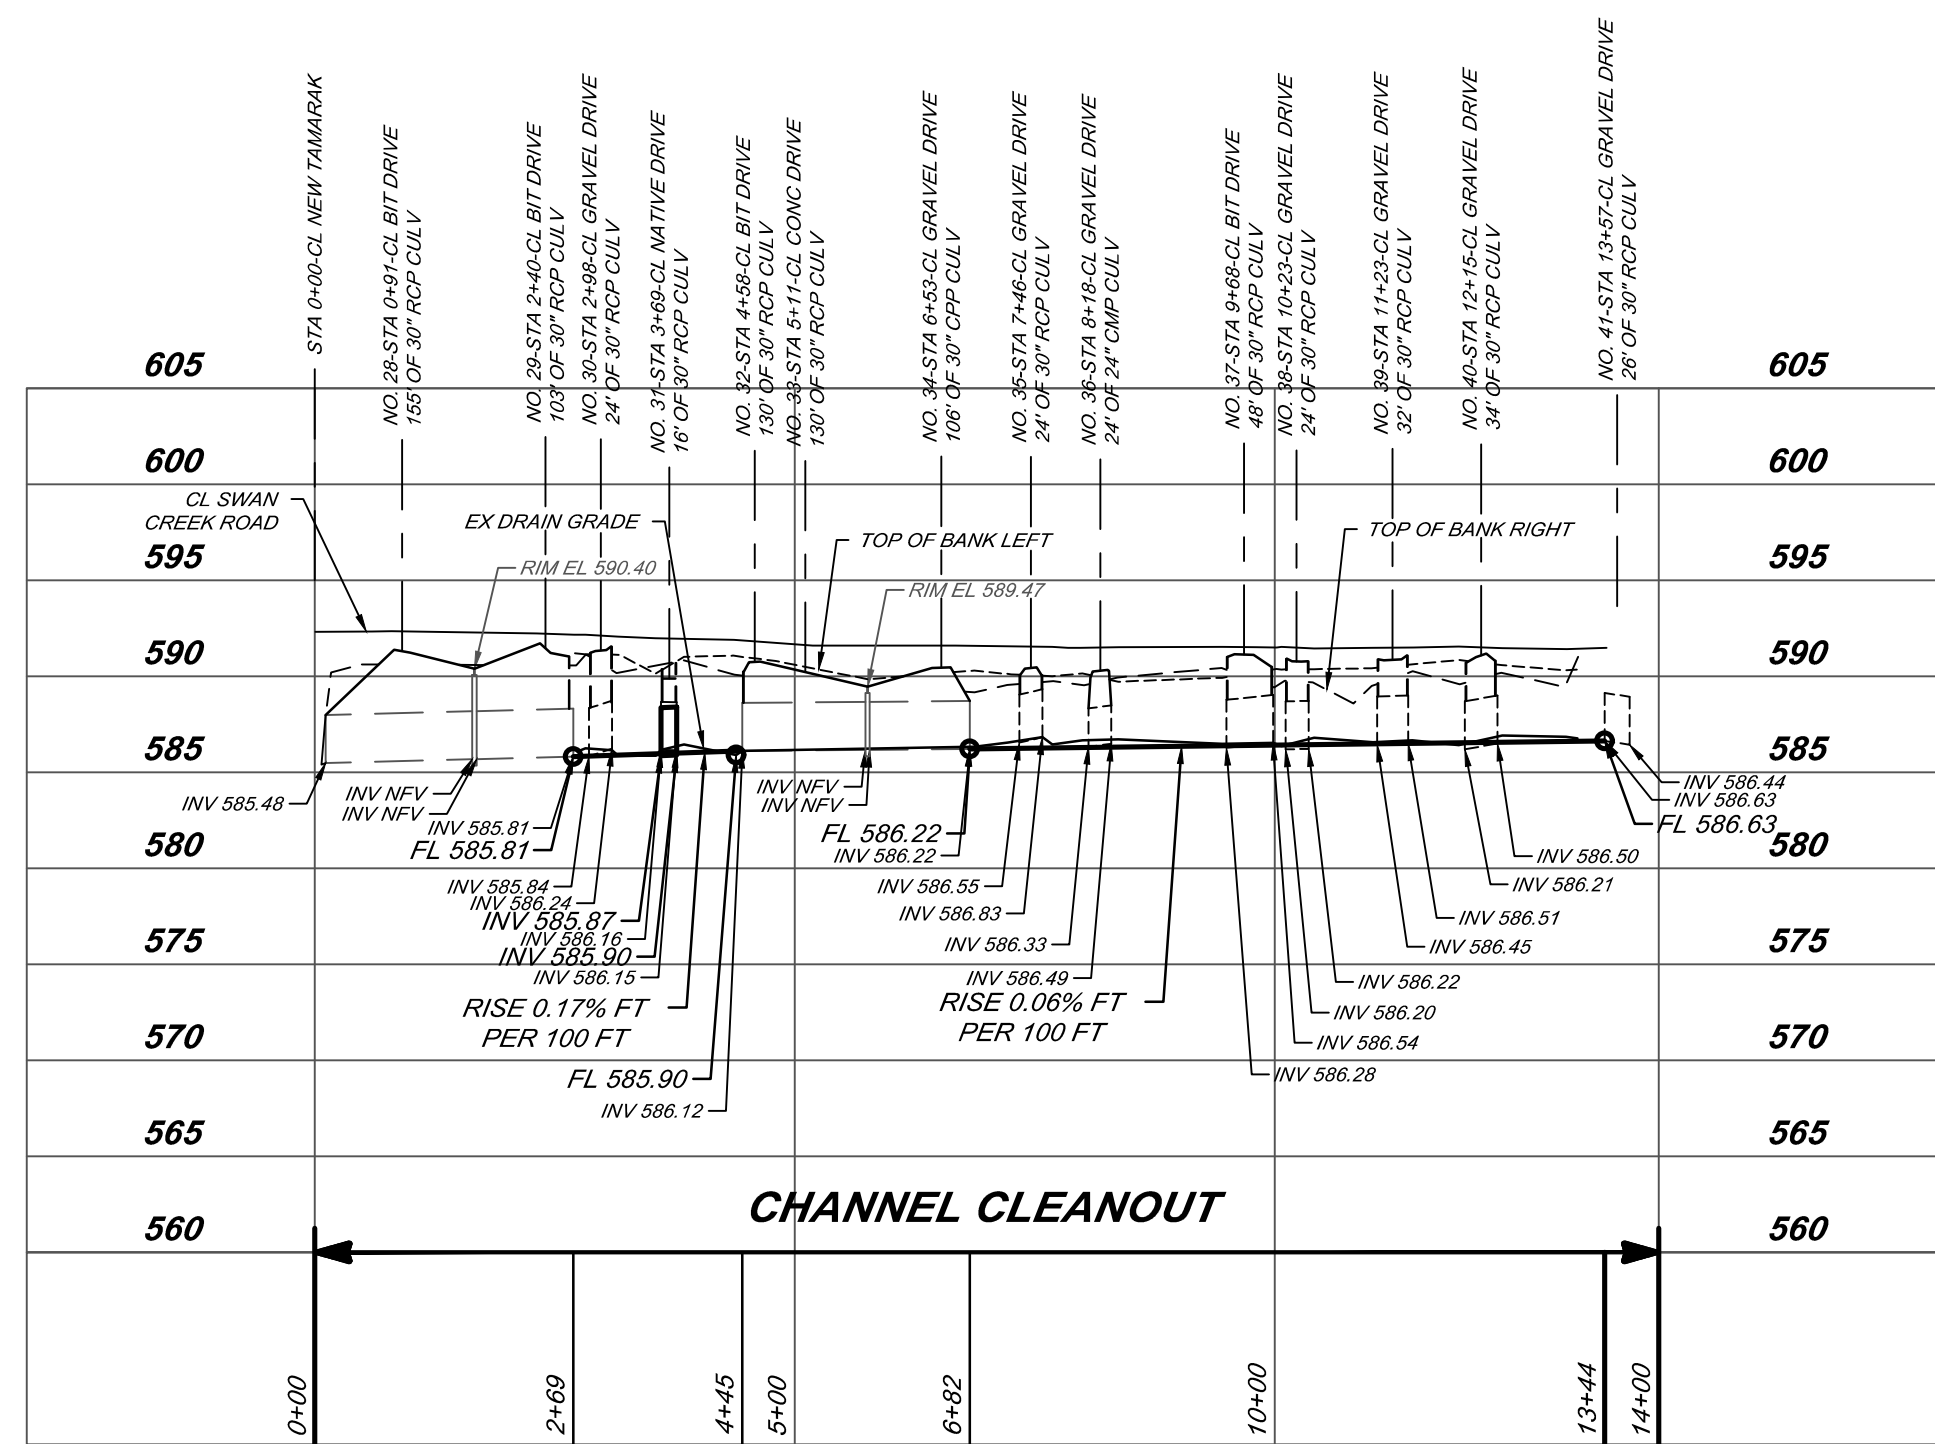 STA 0+00-CL NEW TAMARAK
NO. 28-STA 0+91-CL BIT DRIVE
155' OF 30" RCP CULV
NO. 29-STA 2+40-CL BIT DRIVE
103' OF 30" RCP CULV
NO. 30-STA 2+98-CL GRAVEL DRIVE
24' OF 30" RCP CULV
NO. 31-STA 3+69-CL NATIVE DRIVE
16' OF 30" RCP CULV
NO. 32-STA 4+58-CL BIT DRIVE
130' OF 30" RCP CULV
NO. 33-STA 5+11-CL CONC DRIVE
130' OF 30" RCP CULV
NO. 34-STA 6+53-CL GRAVEL DRIVE
106' OF 30" CPP CULV
NO. 35-STA 7+46-CL GRAVEL DRIVE
24' OF 30" RCP CULV
NO. 36-STA 8+18-CL GRAVEL DRIVE
24' OF 24" CMP CULV
NO. 37-STA 9+68-CL BIT DRIVE
48' OF 30" RCP CULV
NO. 38-STA 10+23-CL GRAVEL DRIVE
24' OF 30" RCP CULV
NO. 39-STA 11+23-CL GRAVEL DRIVE
32' OF 30" RCP CULV
NO. 40-STA 12+15-CL GRAVEL DRIVE
34' OF 30" RCP CULV
NO. 41-STA 13+57-CL GRAVEL DRIVE
26' OF 30" RCP CULV
605
605
600
600
CL SWAN
CREEK ROAD
EX DRAIN GRADE
TOP OF BANK LEFT
TOP OF BANK RIGHT
595
595
RIM EL 590.40
RIM EL 589.47
590
590
585
585
INV 585.48
INV NFV
INV NFV
INV 585.81
FL 585.81
INV NFV
INV NFV
FL 586.22
INV 586.22
INV 586.44
INV 586.63
FL 586.63
580
580
INV 585.84
INV 586.24
INV 585.87
INV 586.16
INV 585.90
INV 586.15
INV 586.55
INV 586.83
INV 586.33
INV 586.49
INV 586.50
INV 586.21
INV 586.51
INV 586.45
575
575
RISE 0.17% FT
PER 100 FT
RISE 0.06% FT
PER 100 FT
INV 586.22
INV 586.20
INV 586.54
INV 586.28
570
570
FL 585.90
INV 586.12
565
565
CHANNEL CLEANOUT
560
560
0+00
2+69
4+45
5+00
6+82
10+00
13+44
14+00